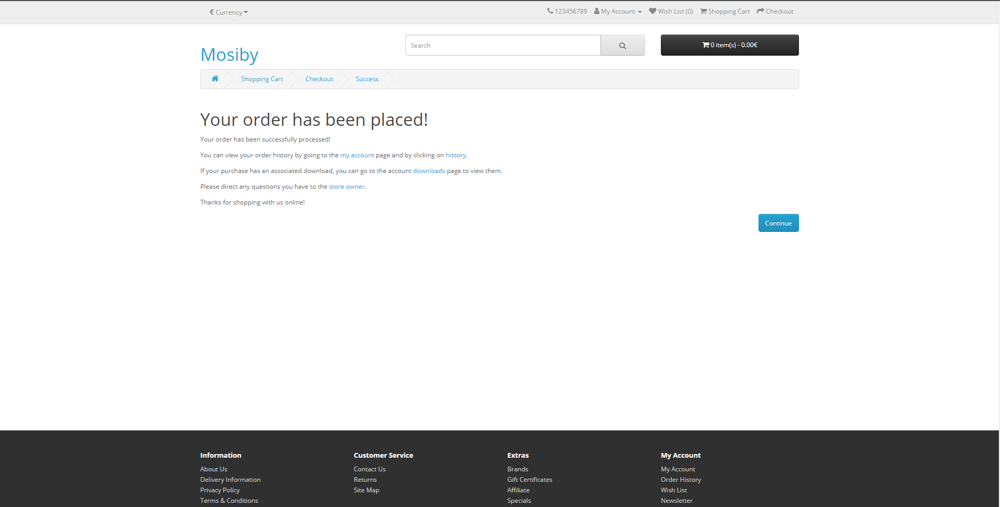 € Currency
123456789 My Account Wish List (0) Shopping Cart Checkout
Mosiby
Search
0 item(s) - 0.00€
Shopping Cart Checkout Success
Your order has been placed!
Your order has been successfully processed!
You can view your order history by going to the my account page and by clicking on history.
If your purchase has an associated download, you can go to the account downloads page to view them.
Please direct any questions you have to the store owner.
Thanks for shopping with us online!
Continue
Information
About Us
Delivery Information
Privacy Policy
Terms & Conditions
Customer Service
Contact Us
Returns
Site Map
Extras
Brands
Gift Certificates
Affiliate
Specials
My Account
My Account
Order History
Wish List
Newsletter